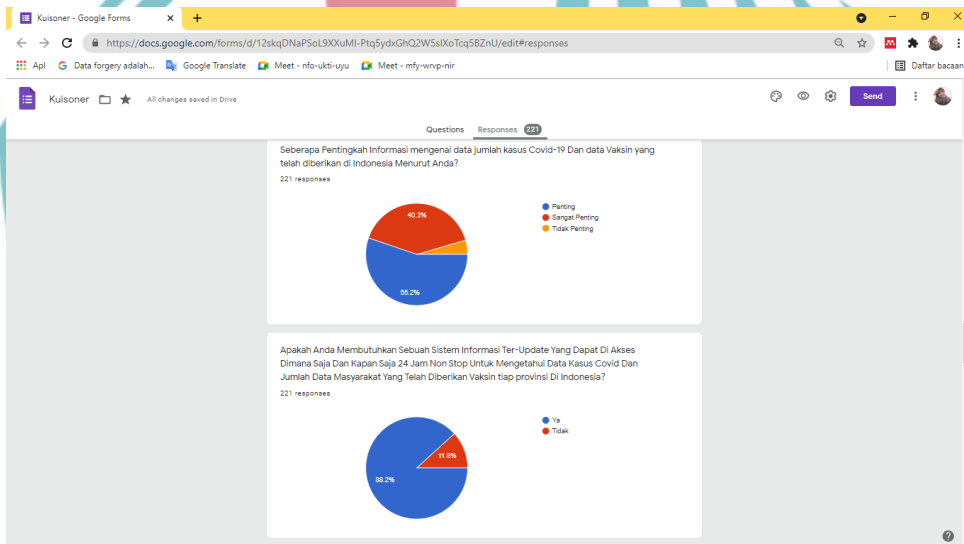 Kuisoner - Google Forms
https://docs.google.com/forms/d/12skqDNaPSoL9XXuMI-Ptq5ydxGhQ2W5slXoTcq5BZnU/edit#responses
Apl Data forgery adalah... Google Translate Meet - nfo-ukti-uyu Meet - mfy-wrvp-nir Daftar bacaan
Kuisoner All changes saved in Drive Send
Questions Responses 221
Seberapa Pentingkah Informasi mengenai data jumlah kasus Covid-19 Dan data Vaksin yang
telah diberikan di Indonesia Menurut Anda?
221 responses
Penting
Sangat Penting
Tidak Penting
40.3%
55.2%
Apakah Anda Membutuhkan Sebuah Sistem Informasi Ter-Update Yang Dapat Di Akses
Dimana Saja Dan Kapan Saja 24 Jam Non Stop Untuk Mengetahui Data Kasus Covid Dan
Jumlah Data Masyarakat Yang Telah Diberikan Vaksin tiap provinsi Di Indonesia?
221 responses
Ya
Tidak
11.8%
88.2%